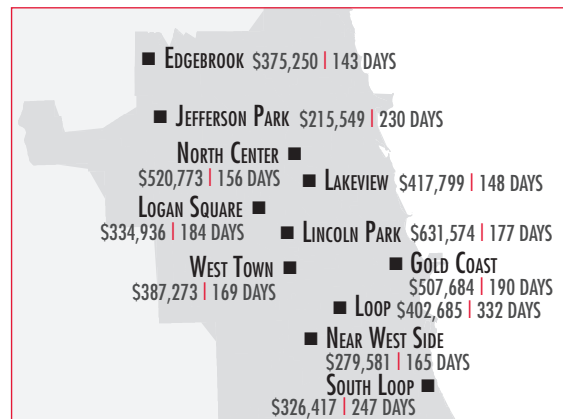 EDGEBROOK $375,250 | 143 DAYS
JEFFERSON PARK $215,549 | 230 DAYS
NORTH CENTER
$520,773 | 156 DAYS
LAKEVIEW $417,799 | 148 DAYS
LOGAN SQUARE
$334,936 | 184 DAYS
LINCOLN PARK $631,574 | 177 DAYS
WEST TOWN
$387,273 | 169 DAYS
GOLD COAST
$507,684 | 190 DAYS
LOOP $402,685 | 332 DAYS
NEAR WEST SIDE
$279,581 | 165 DAYS
SOUTH LOOP
$326,417 | 247 DAYS